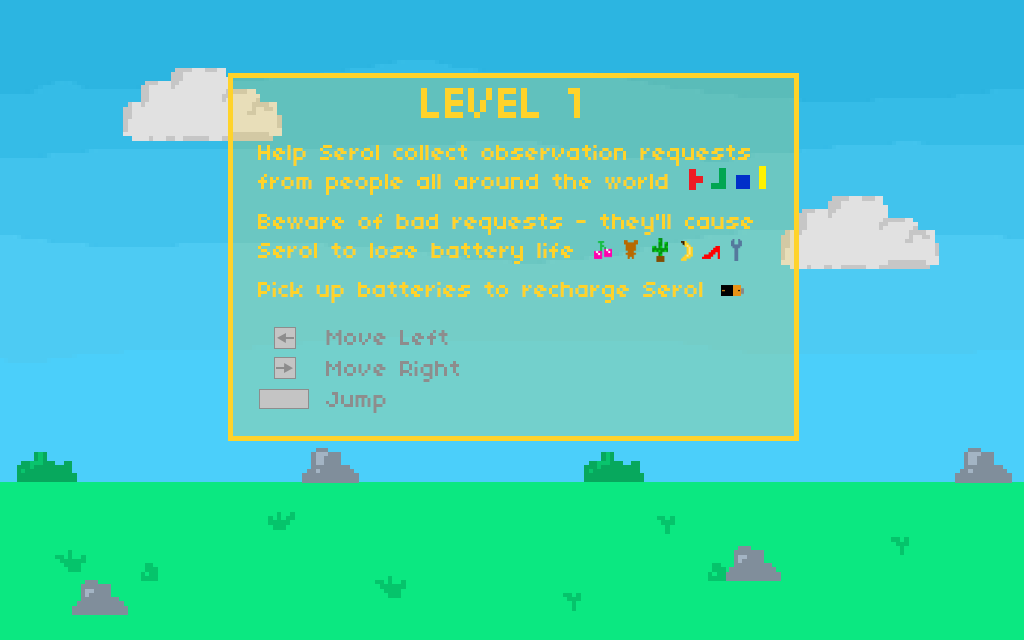 LEVEL 1
Help Serol collect observation requests
from people all around the world
Beware of bad requests - they'll cause
Serol to lose battery life
Pick up batteries to recharge Serol
Move Left
Move Right
Jump